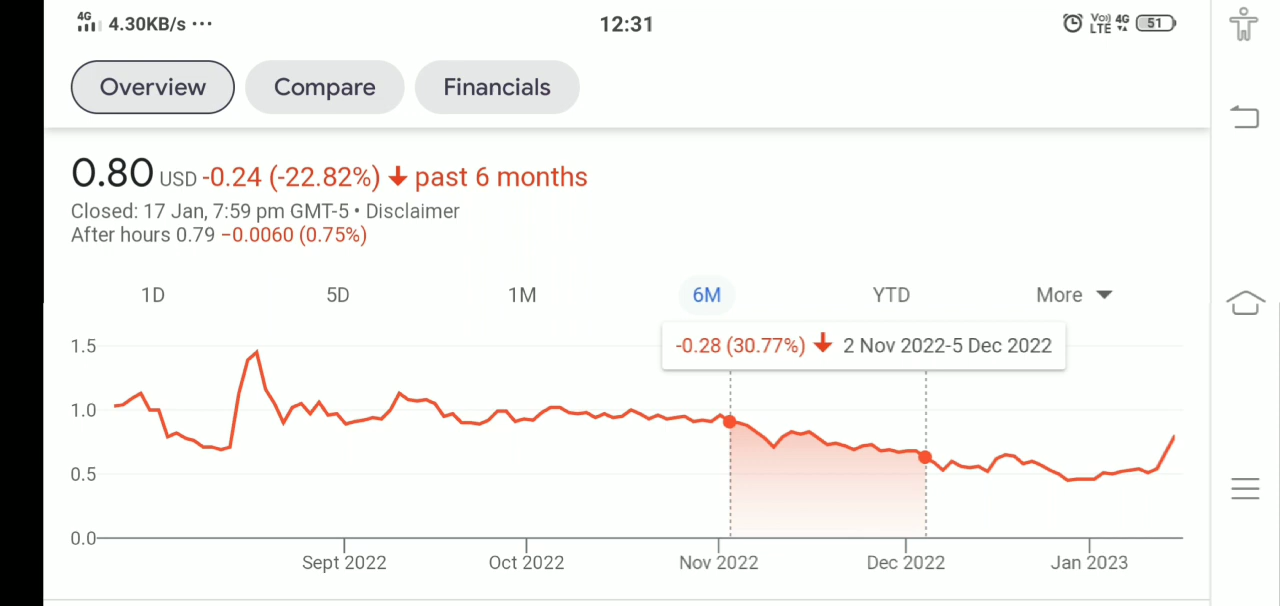 4G 4.30KB/s ··· 12:31 VoLTE 4G 51
Overview Compare Financials
0.80 USD -0.24 (-22.82%) ↓ past 6 months
Closed: 17 Jan, 7:59 pm GMT-5 • Disclaimer
After hours 0.79 −0.0060 (0.75%)
1D 5D 1M 6M YTD More
-0.28 (30.77%) ↓ 2 Nov 2022-5 Dec 2022
1.5
1.0
0.5
0.0
Sept 2022 Oct 2022 Nov 2022 Dec 2022 Jan 2023